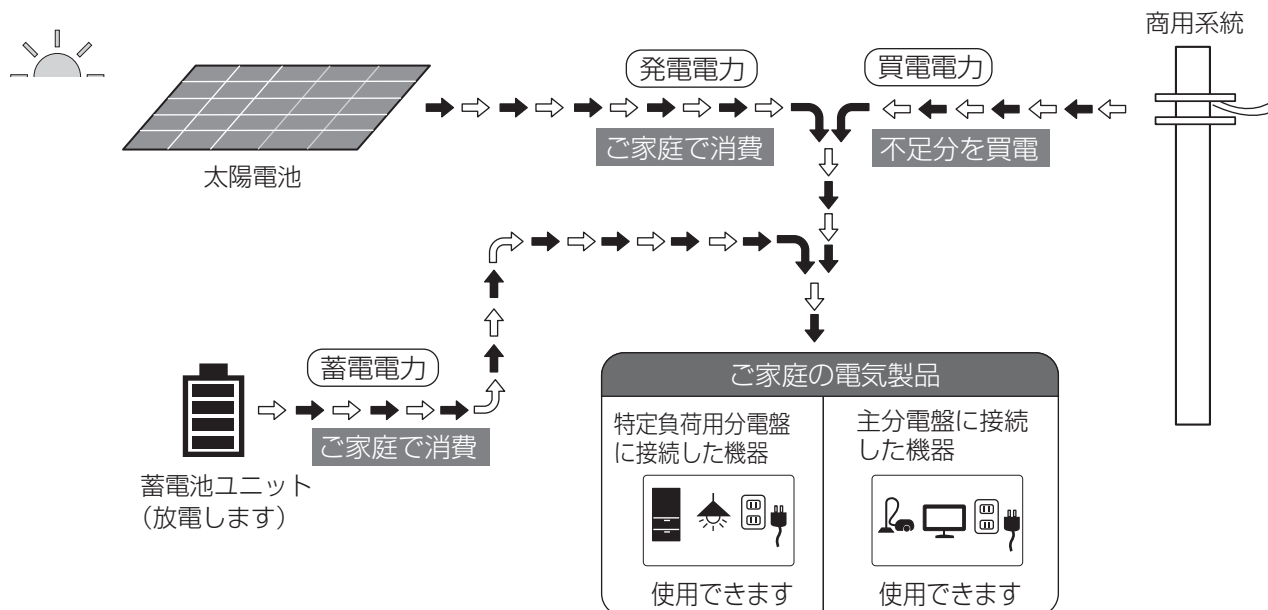 商用系統
発電電力
買電電力
ご家庭で消費
不足分を買電
太陽電池
蓄電電力
ご家庭で消費
蓄電池ユニット
（放電します）
ご家庭の電気製品
特定負荷用分電盤
に接続した機器
使用できます
主分電盤に接続
した機器
使用できます